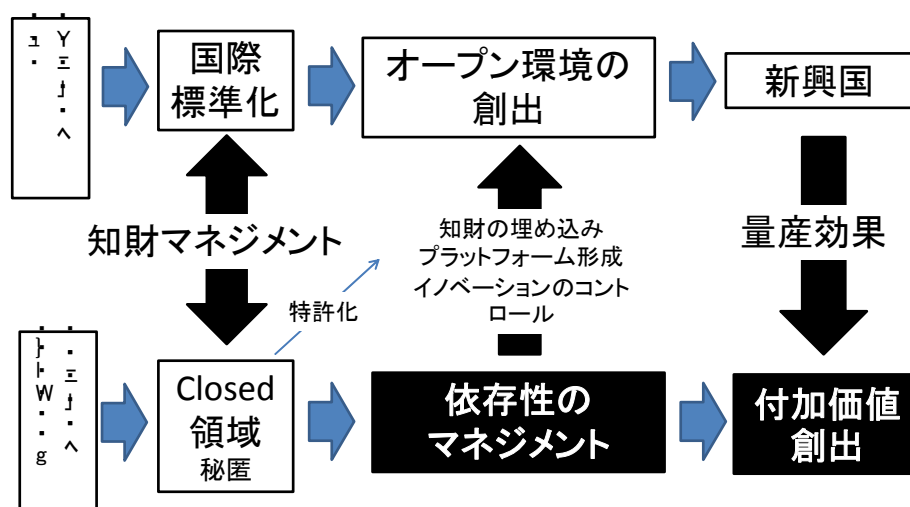 国際
標準化
オープン環境の
創出
新興国
知財マネジメント
知財の埋め込み
プラットフォーム形成
イノベーションのコント
ロール
量産効果
特許化
Closed
領域
秘匿
依存性の
マネジメント
付加価値
創出